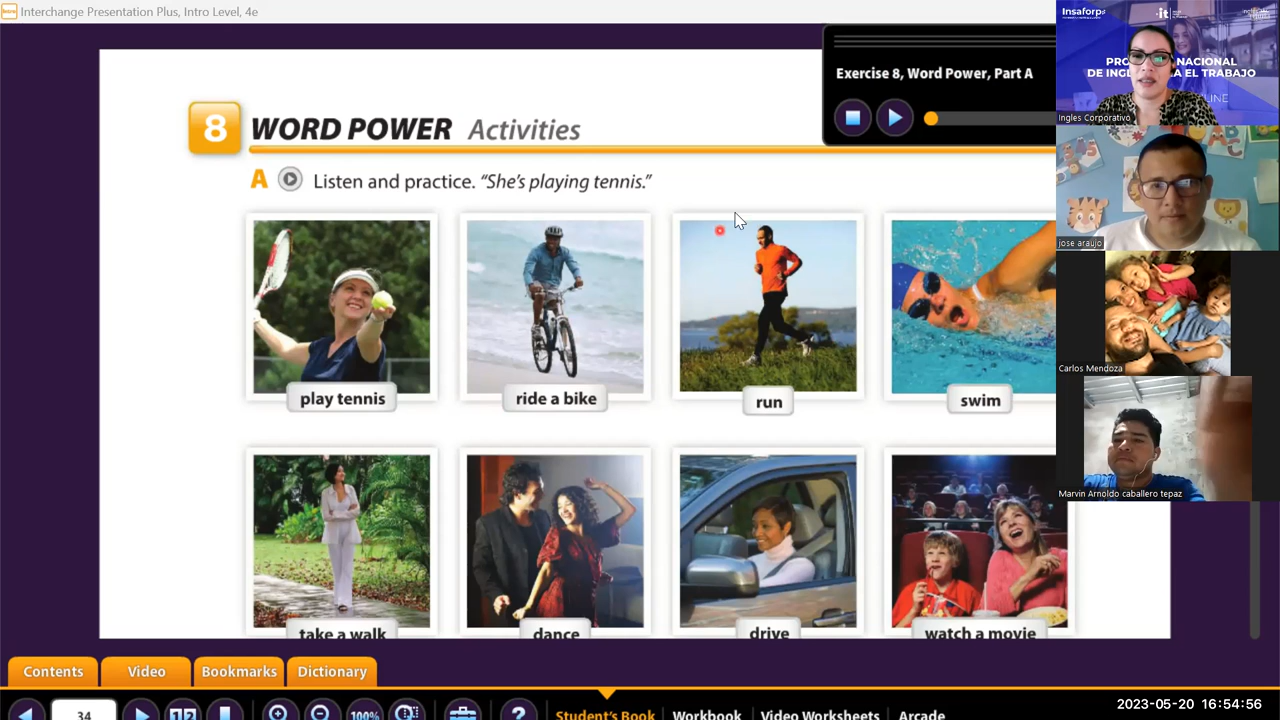 Interchange Presentation Plus, Intro Level, 4e
Exercise 8, Word Power, Part A
8 WORD POWER Activities
A Listen and practice. "She's playing tennis."
play tennis
ride a bike
run
swim
take a walk
dance
drive
watch a movie
Contents
Video
Bookmarks
Dictionary
34
1 2
100%
?
Student's Book
Workbook
Video Worksheets
Arcade
Insaforp
it
NACIONAL
A EL TRABAJO
Ingles Corporativo
jose araujo
Carlos Mendoza
Marvin Arnoldo caballero tepaz
2023-05-20 16:54:56